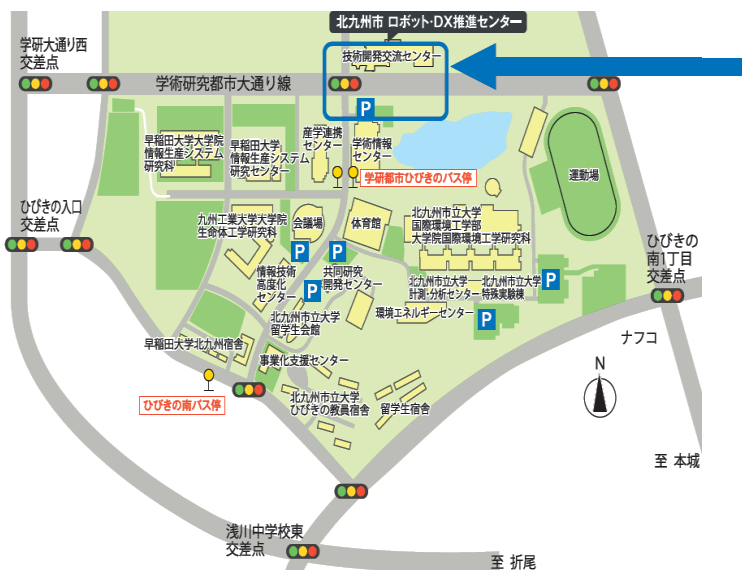 北九州市 ロボット・DX推進センター
学研大通り西
交差点
技術開発交流センター
学術研究都市大通り線
P
産学連携
センター
学術情報
センター
早稲田大学大学院
情報生産システム
研究科
早稲田大学
情報生産システム
研究センター
学研都市ひびきのバス停
運動場
ひびきの入口
交差点
九州工業大学大学院
生命体工学研究科
会議場
体育館
北九州市立大学
国際環境工学部
大学院国際環境工学研究科
ひびきの
南1丁目
交差点
P
P
情報技術
高度化
センター
共同研究
開発センター
北九州市立大学
計測・分析センター
北九州市立大学
特殊実験棟
P
P
北九州市立大学
留学生会館
環境エネルギーセンター
P
ナフコ
早稲田大学北九州宿舎
事業化支援センター
N
ひびきの南バス停
北九州市立大学
ひびきの教員宿舎
留学生宿舎
至 本城
浅川中学校東
交差点
至 折尾